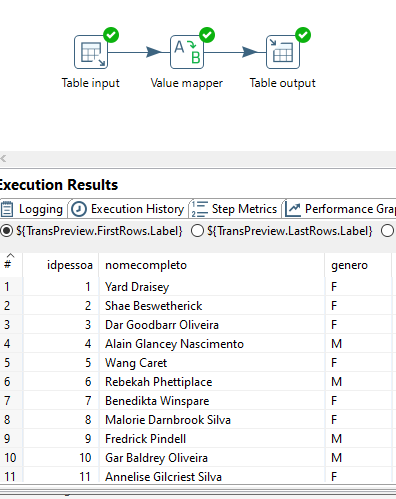 A
B
Table input
Value mapper
Table output
Execution Results
Logging Execution History Step Metrics Performance Gra
${TransPreview.FirstRows.Label} ${TransPreview.LastRows.Label}
# idpessoa nomecompleto genero
1 1 Yard Draisey F
2 2 Shae Beswetherick F
3 3 Dar Goodbarr Oliveira F
4 4 Alain Glancey Nascimento M
5 5 Wang Caret F
6 6 Rebekah Phettiplace M
7 7 Benedikta Winspare F
8 8 Malorie Darnbrook Silva F
9 9 Fredrick Pindell M
10 10 Gar Baldrey Oliveira M
11 11 Annelise Gilcriest Silva F